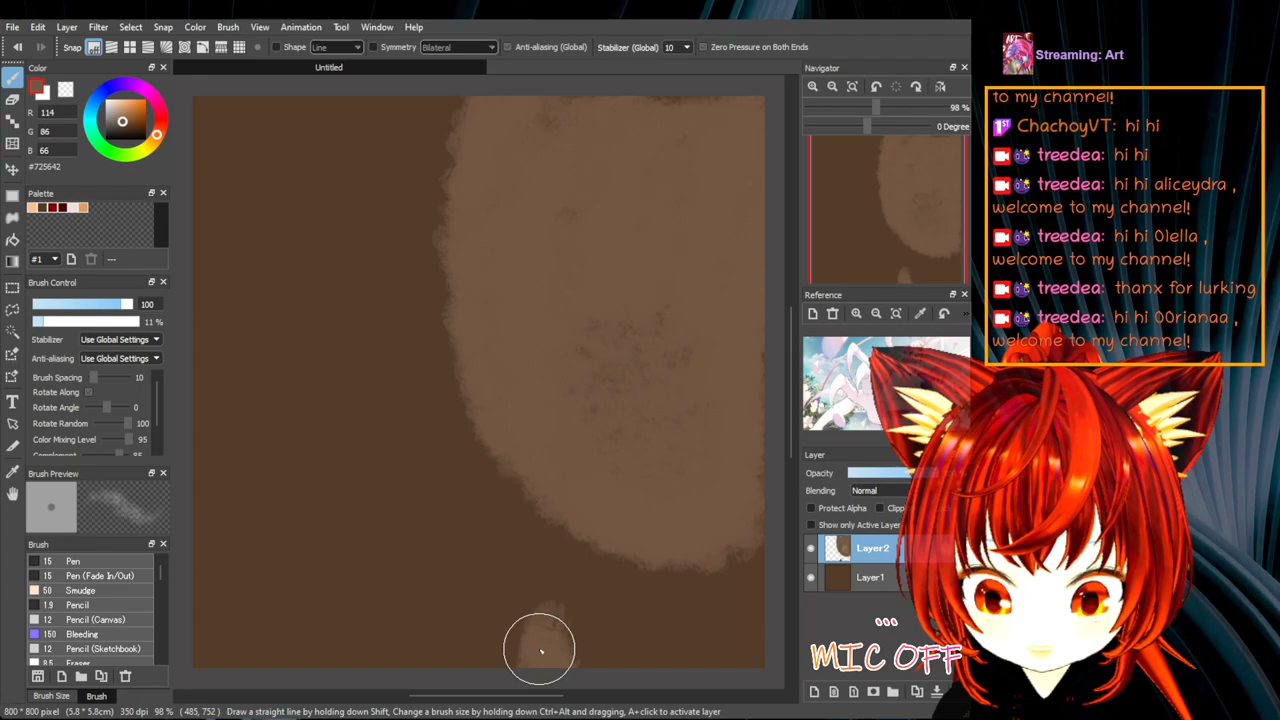 File Edit Layer Filter Select Snap Color Brush View Animation Tool Window Help
Snap Shape Line Symmetry Bilateral Anti-aliasing (Global) Stabilizer (Global) 10 Zero Pressure on Both Ends
Color
R 114
G 86
B 66
#725642
Palette
#1 ---
Brush Control
100
11 %
Stabilizer Use Global Settings
Anti-aliasing Use Global Settings
Brush Spacing 10
Rotate Along
Rotate Angle 0
Rotate Random 100
Color Mixing Level 95
Brush Preview
Brush
15 Pen
15 Pen (Fade In/Out)
50 Smudge
1.9 Pencil
12 Pencil (Canvas)
150 Bleeding
12 Pencil (Sketchbook)
8.5 Eraser
Brush Size Brush
800 * 800 pixel (5.8 * 5.8cm) 350 dpi 98 % ( 485, 752 ) Draw a straight line by holding down Shift, Change a brush size by holding down Ctrl+Alt and dragging, A+click to activate layer
Untitled
Navigator
98 %
0 Degree
Reference
Layer
Opacity
Blending Normal
Protect Alpha
Show only Active Layer
Layer2
Layer1
Streaming: Art
to my channel!
1ST ChachoyVT: hi hi
treedea: hi hi
treedea: hi hi aliceydra ,
welcome to my channel!
treedea: hi hi 0lella ,
welcome to my channel!
treedea: thanx for lurking
treedea: hi hi 00rianaa ,
welcome to my channel!
...
MIC OFF